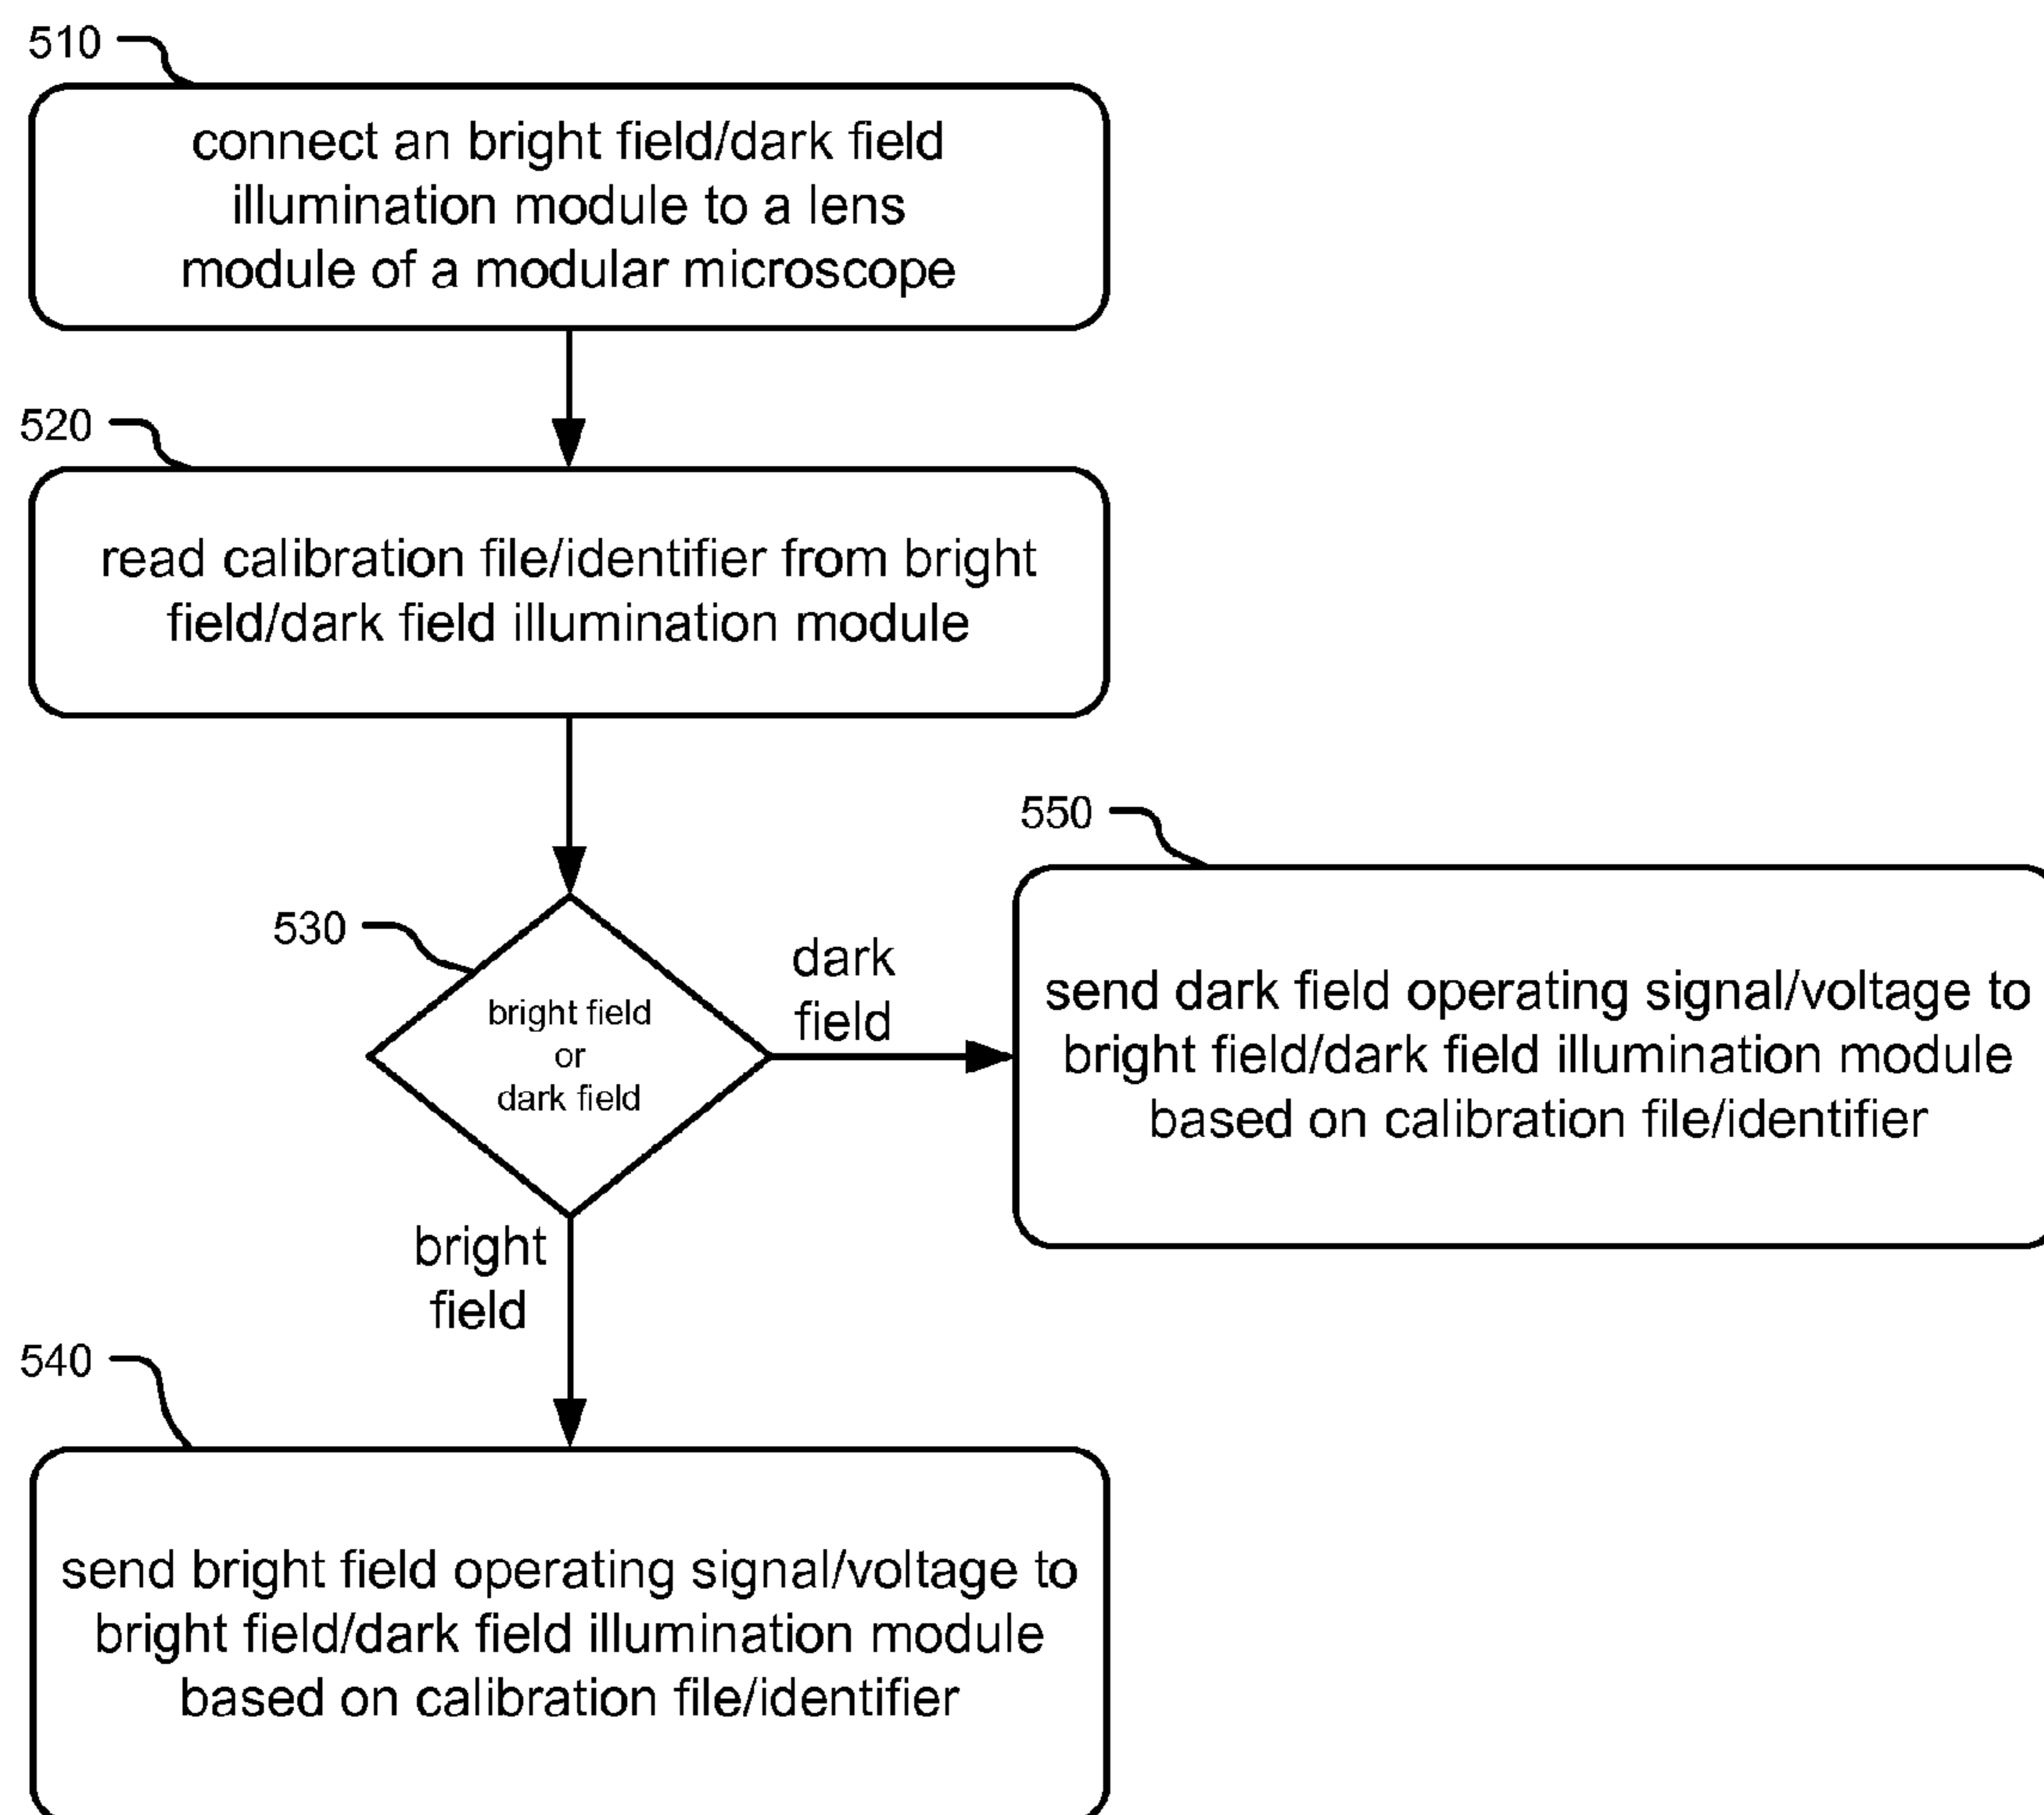 510
connect an bright field/dark field
illumination module to a lens
module of a modular microscope
520
read calibration file/identifier from bright
field/dark field illumination module
530
bright field
or
dark field
dark
field
550
send dark field operating signal/voltage to
bright field/dark field illumination module
based on calibration file/identifier
bright
field
540
send bright field operating signal/voltage to
bright field/dark field illumination module
based on calibration file/identifier